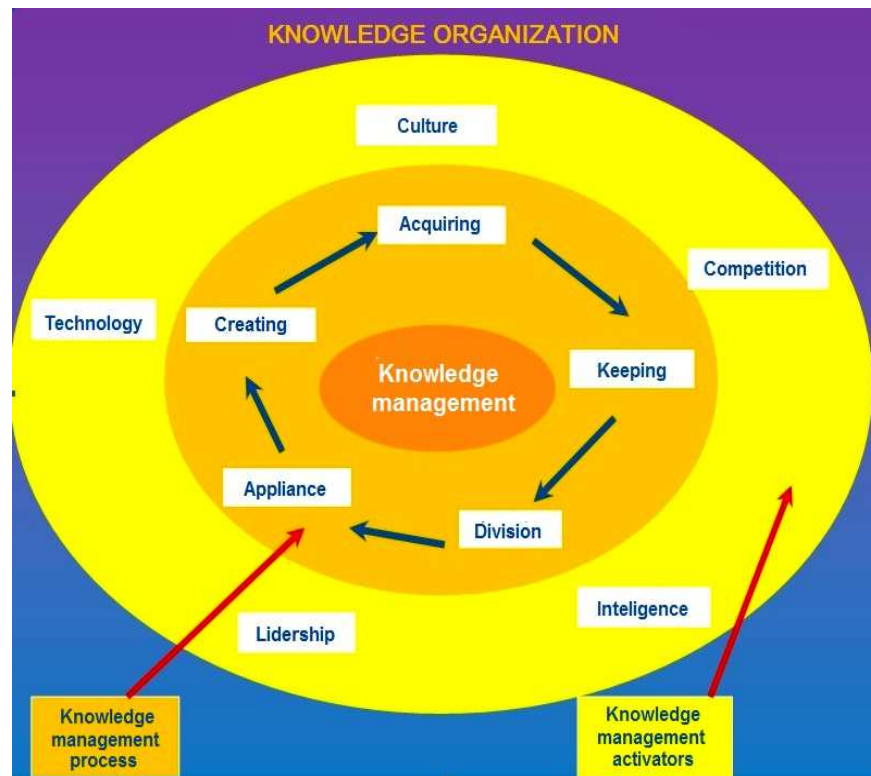 KNOWLEDGE ORGANIZATION
Culture
Acquiring
Competition
Technology
Creating
Keeping
Knowledge
management
Appliance
Division
Inteligence
Lidership
Knowledge
management
process
Knowledge
management
activators